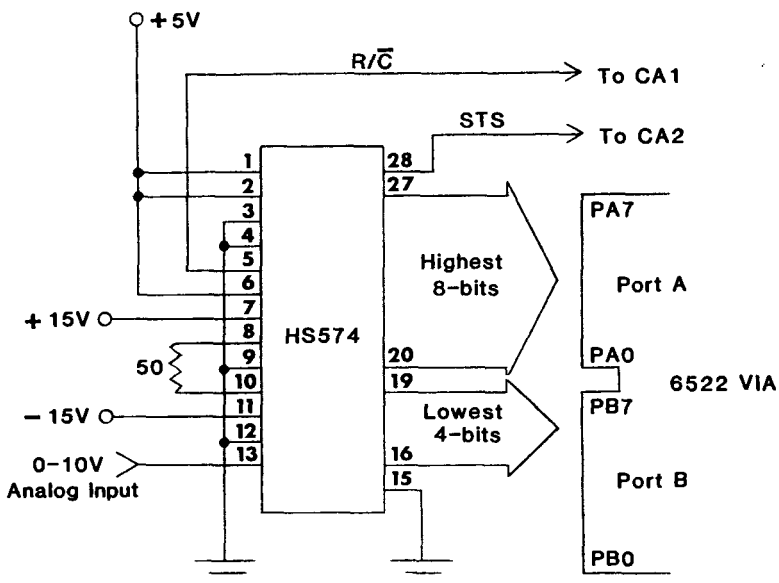 +5V
R/C̅
To CA1
STS
To CA2
1
2
3
4
5
6
7
8
9
10
11
12
13
28
27
20
19
16
15
HS574
+15V
50
-15V
0-10V
Analog Input
Highest
8-bits
Lowest
4-bits
PA7
Port A
PA0
6522 VIA
PB7
Port B
PB0